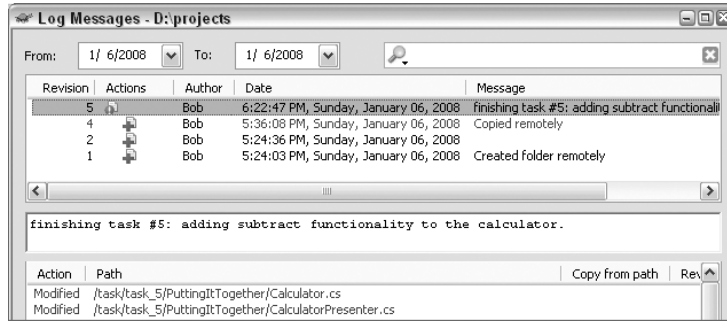 Log Messages - D:\projects
From: 1/ 6/2008 To: 1/ 6/2008
Revision Actions Author Date Message
5 Bob 6:22:47 PM, Sunday, January 06, 2008 finishing task #5: adding subtract functionali
4 Bob 5:36:08 PM, Sunday, January 06, 2008 Copied remotely
2 Bob 5:24:36 PM, Sunday, January 06, 2008
1 Bob 5:24:03 PM, Sunday, January 06, 2008 Created folder remotely
finishing task #5: adding subtract functionality to the calculator.
Action Path Copy from path Rev
Modified /task/task_5/PuttingItTogether/Calculator.cs
Modified /task/task_5/PuttingItTogether/CalculatorPresenter.cs